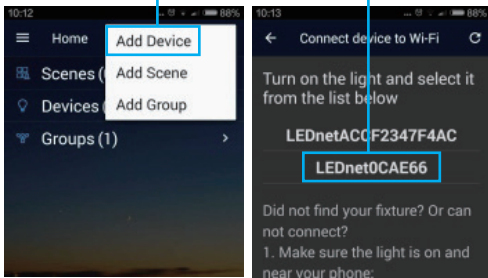 10:12
... 88%
Home
Add Device
Scenes (
Add Scene
Devices
Add Group
Groups (1)
10:13
... 88%
Connect device to Wi-Fi
Turn on the light and select it
from the list below
LEDnetACCF2347F4AC
LEDnet0CAE66
Did not find your fixture? Or can
not connect?
1. Make sure the light is on and
near your phone;